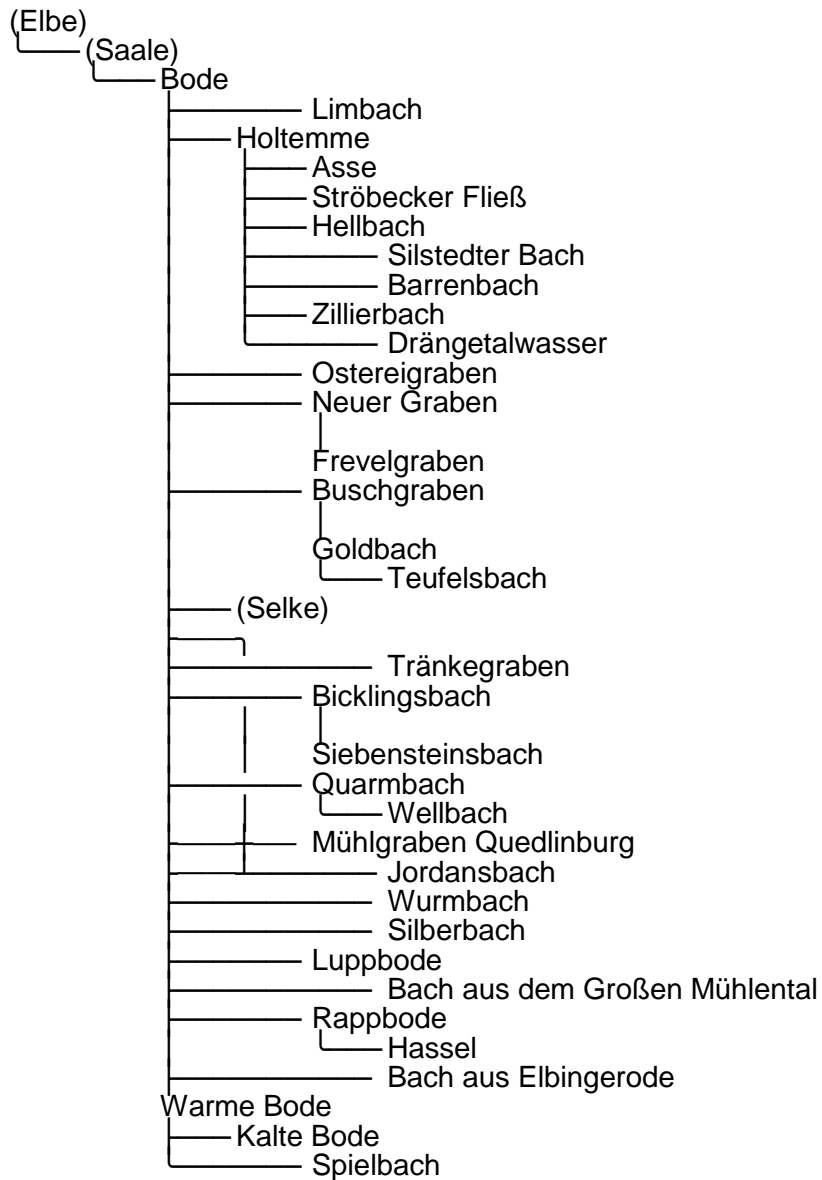 (Elbe)
(Saale)
Bode
Limbach
Holtemme
Asse
Ströbecker Fließ
Hellbach
Silstedter Bach
Barrenbach
Zillierbach
Drängetalwasser
Ostereigraben
Neuer Graben
Frevelgraben
Buschgraben
Goldbach
Teufelsbach
(Selke)
Tränkegraben
Bicklingsbach
Siebensteinsbach
Quarmbach
Wellbach
Mühlgraben Quedlinburg
Jordansbach
Wurmbach
Silberbach
Luppbode
Bach aus dem Großen Mühlental
Rappbode
Hassel
Bach aus Elbingerode
Warme Bode
Kalte Bode
Spielbach